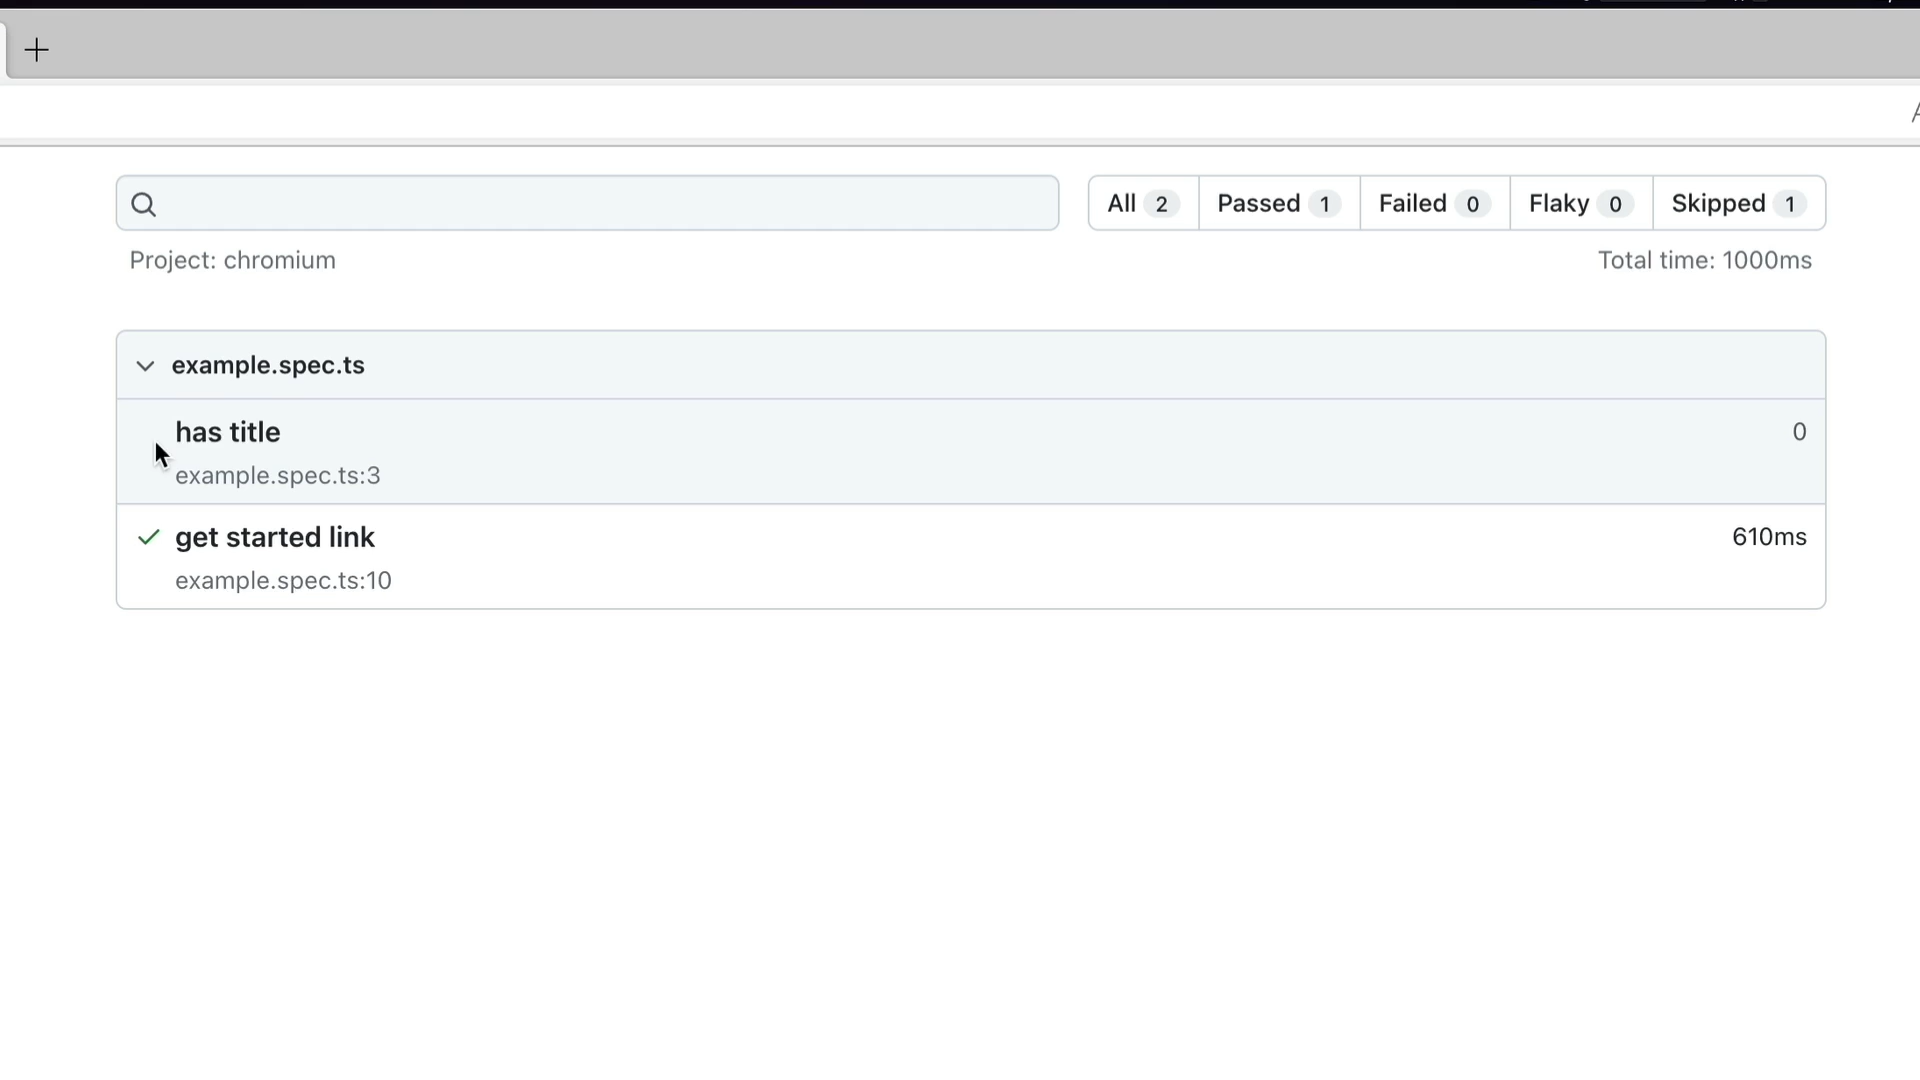 All 2 Passed 1 Failed 0 Flaky 0 Skipped 1
Project: chromium Total time: 1000ms
example.spec.ts
has title 0
example.spec.ts:3
get started link 610ms
example.spec.ts:10